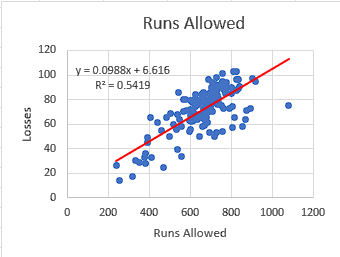 Runs Allowed
120
100
80
60
40
20
0
y = 0.0988x + 6.616
R² = 0.5419
Losses
0 200 400 600 800 1000 1200
Runs Allowed